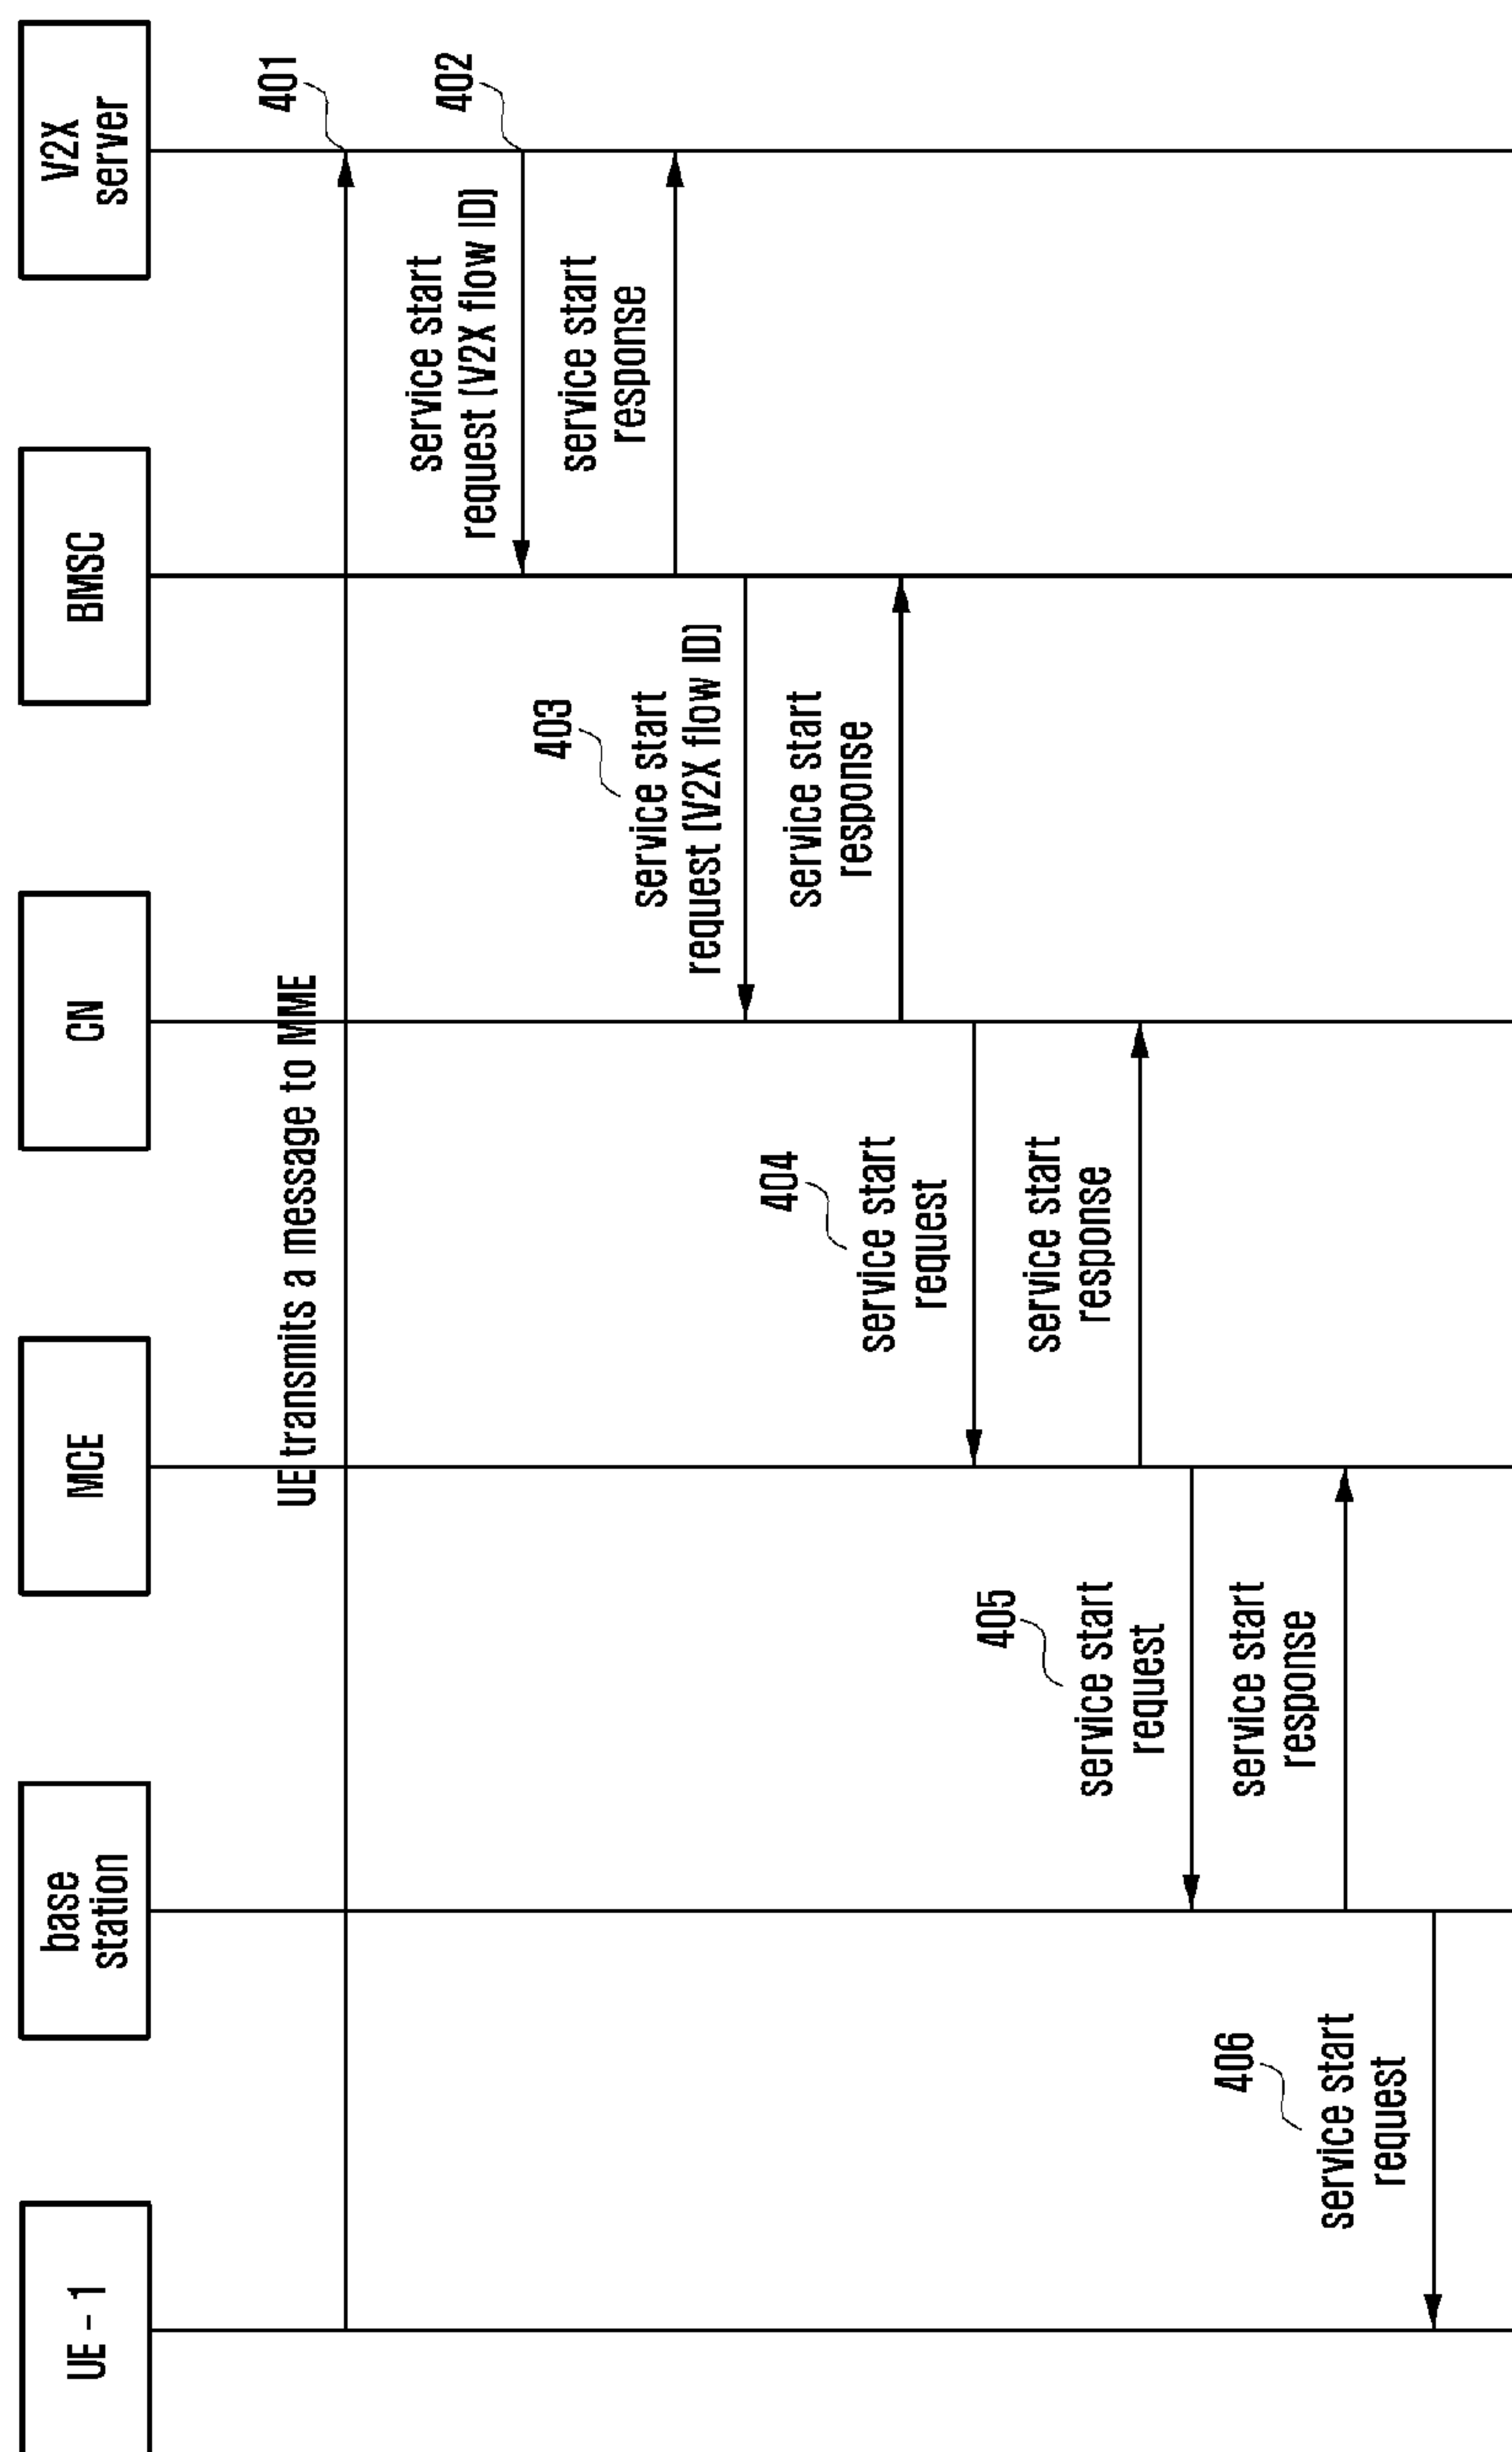 UE – 1
base
station
MCE
CN
BMSC
V2X
server
401
UE transmits a message to MME
402
service start
request (V2X flow ID)
service start
response
403
service start
request (V2X flow ID)
service start
response
404
service start
request
service start
response
405
service start
request
service start
response
406
service start
request